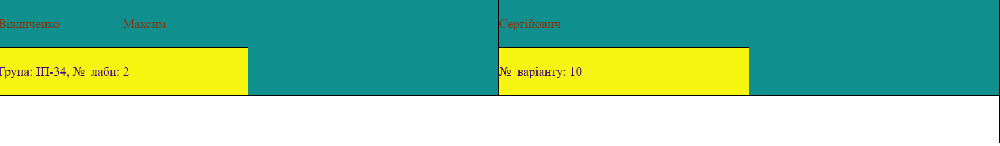 Вівдиченко Максим Сергійович
Група: ІП-34, №_лаби: 2 №_варіанту: 10